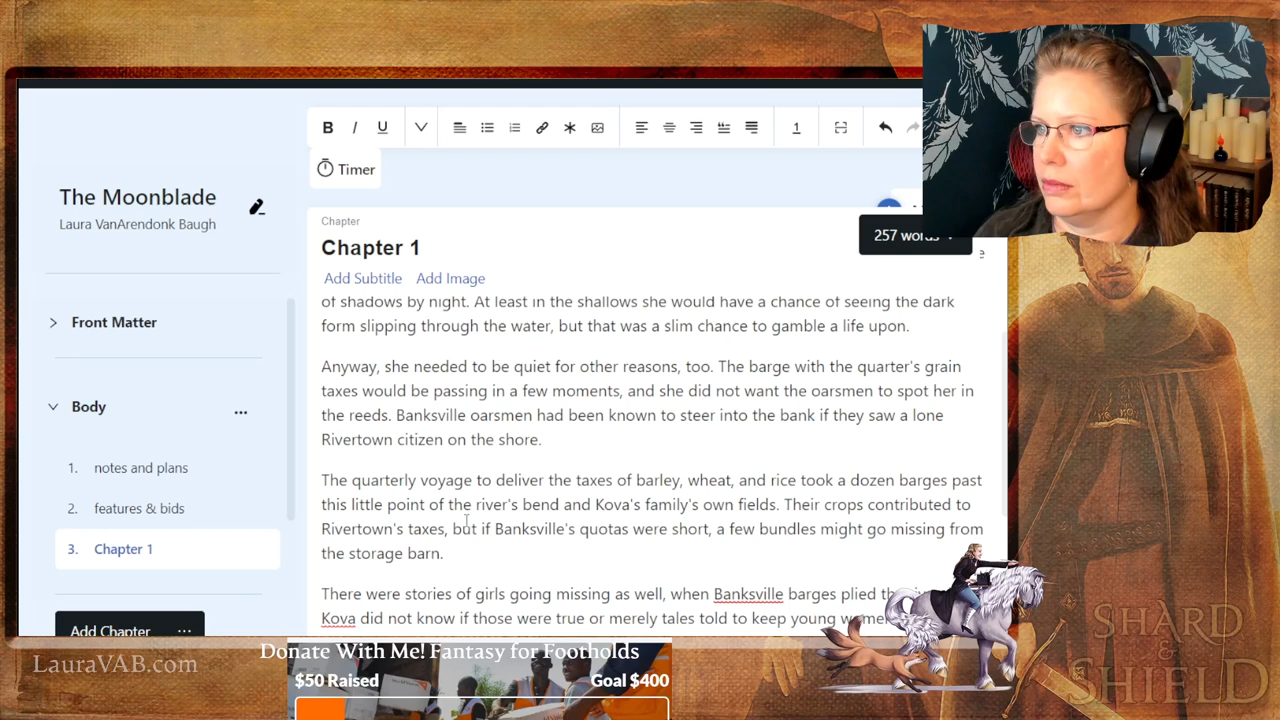 B I U
1
Timer
The Moonblade
Laura VanArendonk Baugh
Front Matter
Body
...
1. notes and plans
2. features & bids
3. Chapter 1
Add Chapter ...
Chapter
Chapter 1
257 words
Add Subtitle Add Image
e
of shadows by night. At least in the shallows she would have a chance of seeing the dark
form slipping through the water, but that was a slim chance to gamble a life upon.
Anyway, she needed to be quiet for other reasons, too. The barge with the quarter's grain
taxes would be passing in a few moments, and she did not want the oarsmen to spot her in
the reeds. Banksville oarsmen had been known to steer into the bank if they saw a lone
Rivertown citizen on the shore.
The quarterly voyage to deliver the taxes of barley, wheat, and rice took a dozen barges past
this little point of the river's bend and Kova's family's own fields. Their crops contributed to
Rivertown's taxes, but if Banksville's quotas were short, a few bundles might go missing from
the storage barn.
There were stories of girls going missing as well, when Banksville barges plied
Kova did not know if those were true or merely tales told to keep young
LauraVAB.com
Donate With Me! Fantasy for Footholds
$50 Raised Goal $400
SHARD
&
SHIELD